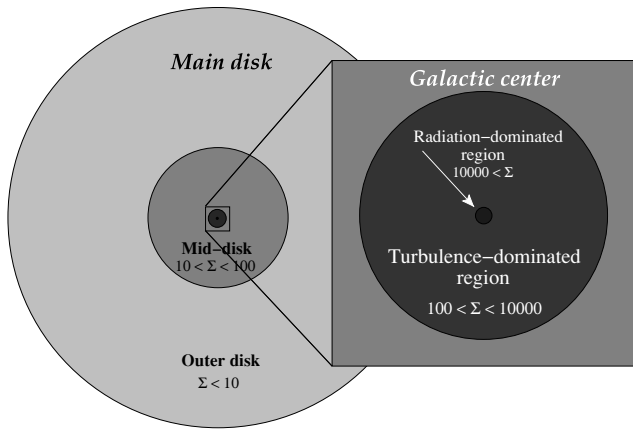 Main disk
Mid−disk
10 < Σ < 100
Outer disk
Σ < 10
Galactic center
Radiation−dominated
region
10000 < Σ
Turbulence−dominated
region
100 < Σ < 10000